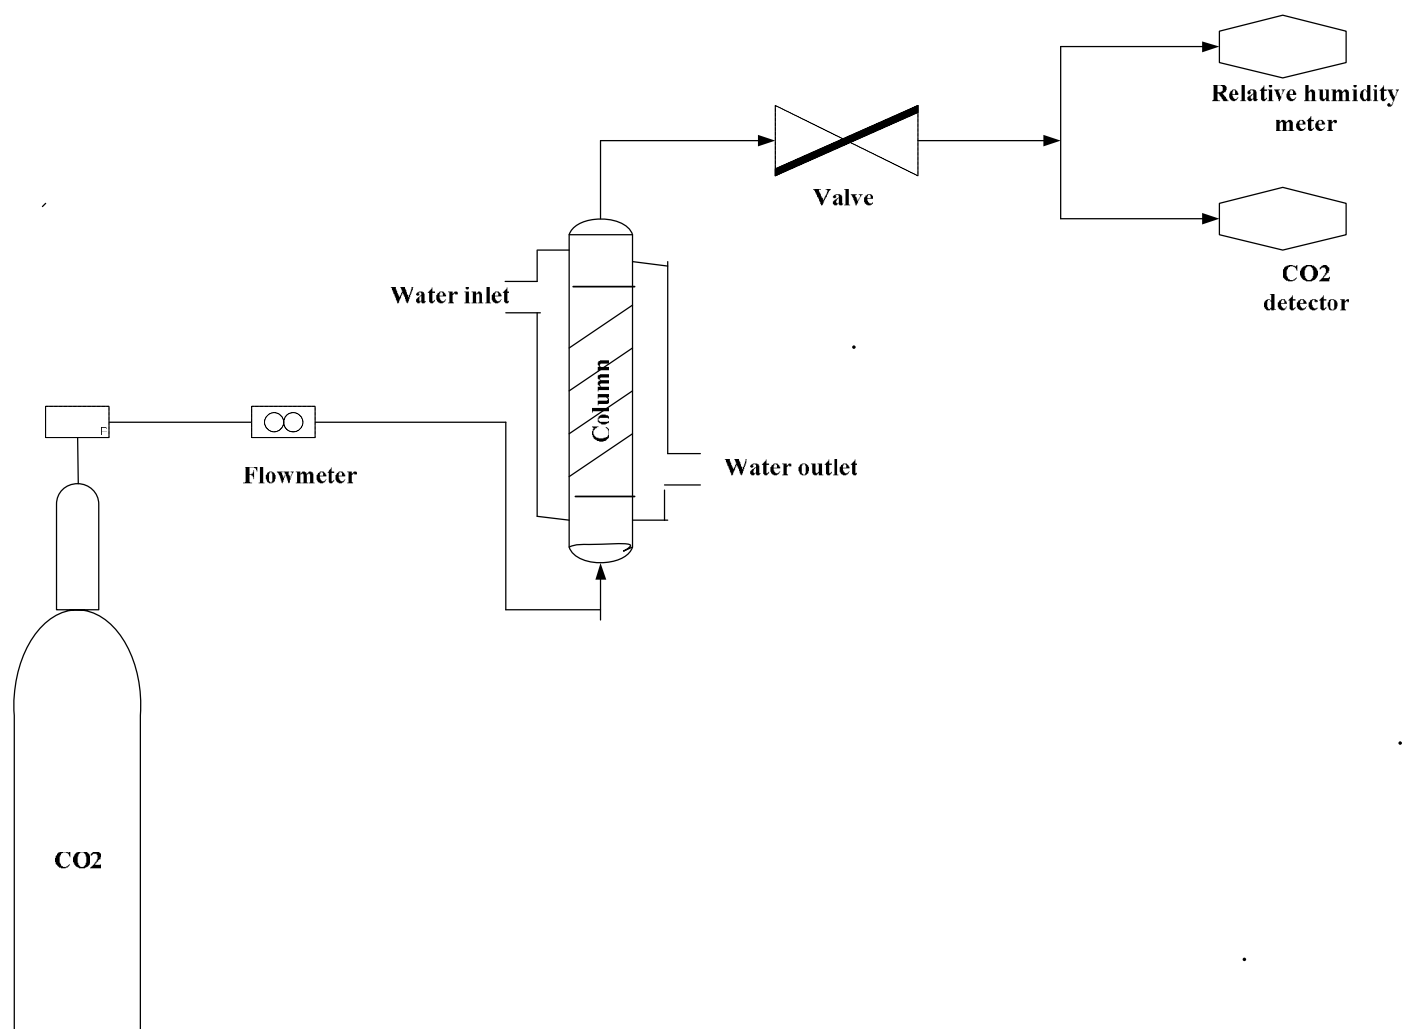 Relative humidity
meter
Valve
CO2
detector
Water inlet
Column
Water outlet
F
Flowmeter
CO2